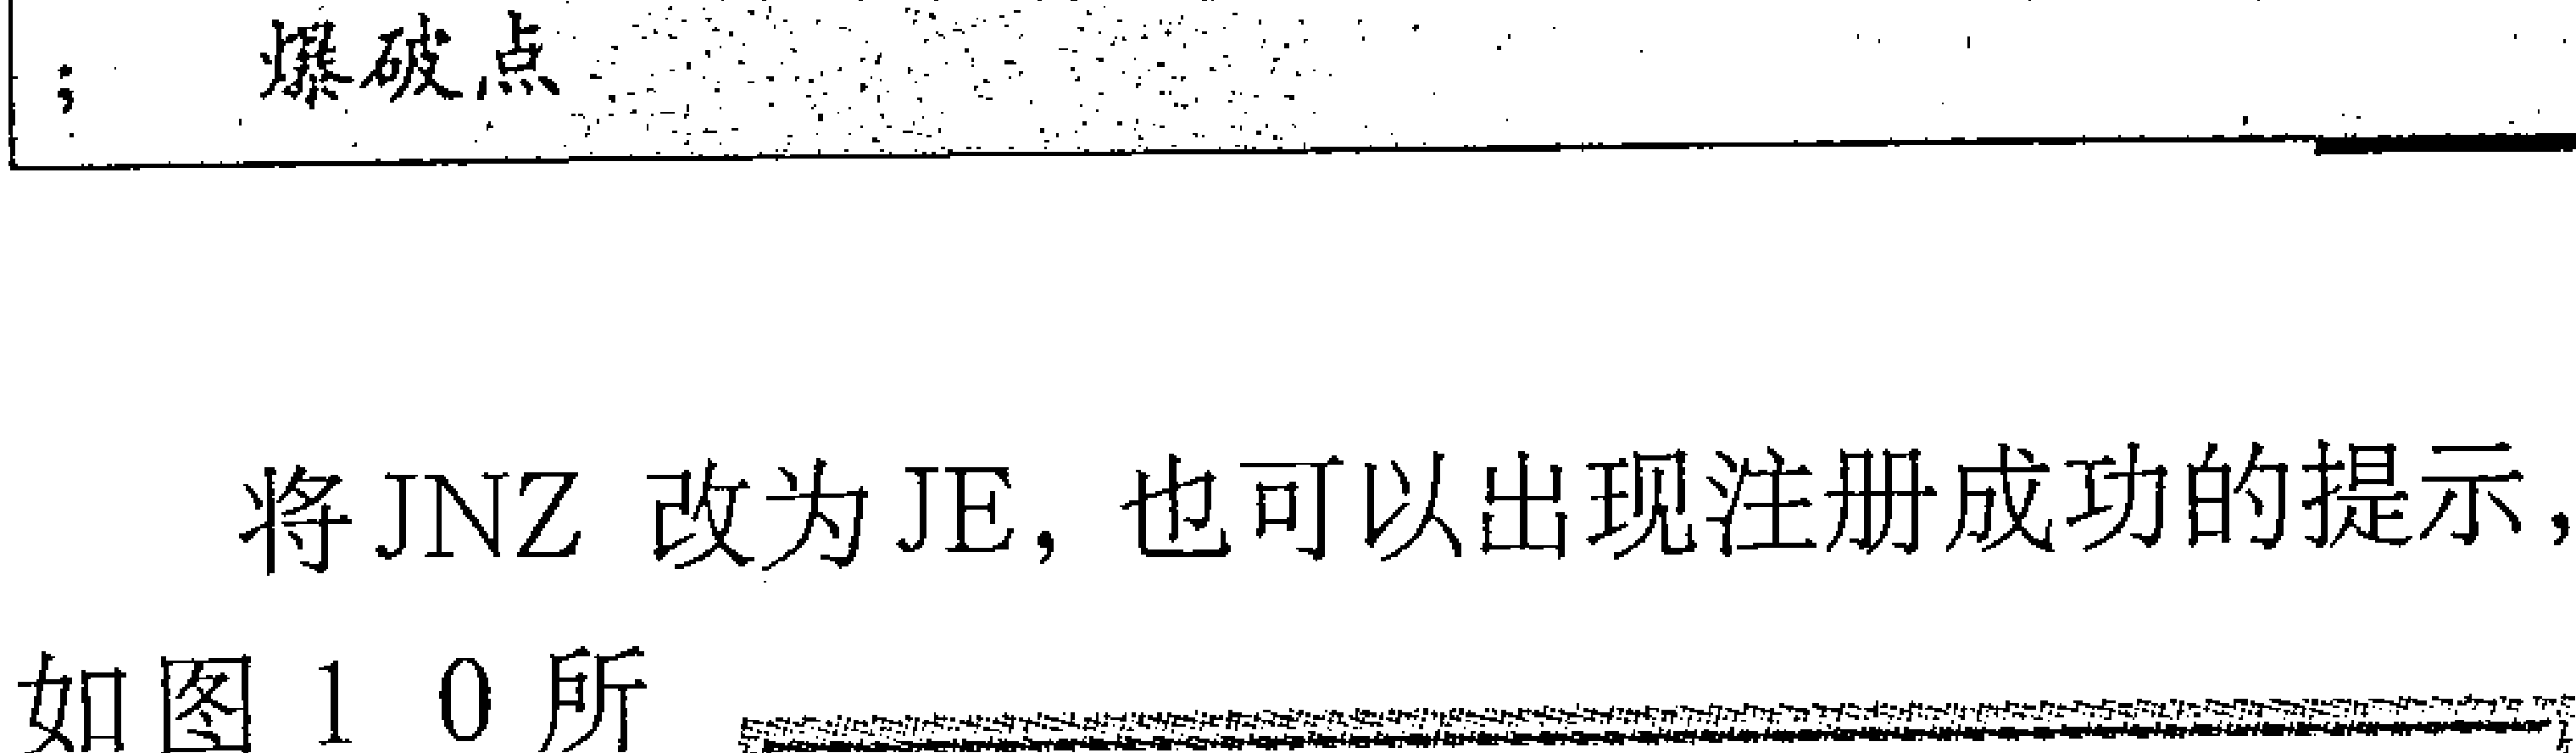 ; 爆破点
将JNZ 改为JE, 也可以出现注册成功的提示,
如图 1 0 所